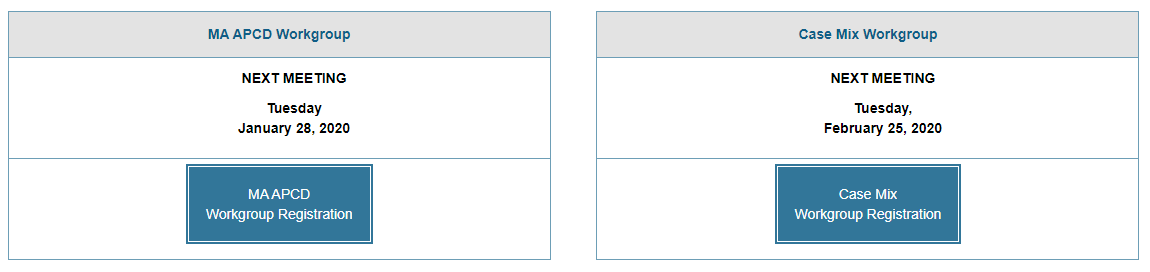 MA APCD Workgroup
NEXT MEETING
Tuesday
January 28, 2020
MA APCD
Workgroup Registration
Case Mix Workgroup
NEXT MEETING
Tuesday,
February 25, 2020
Case Mix
Workgroup Registration